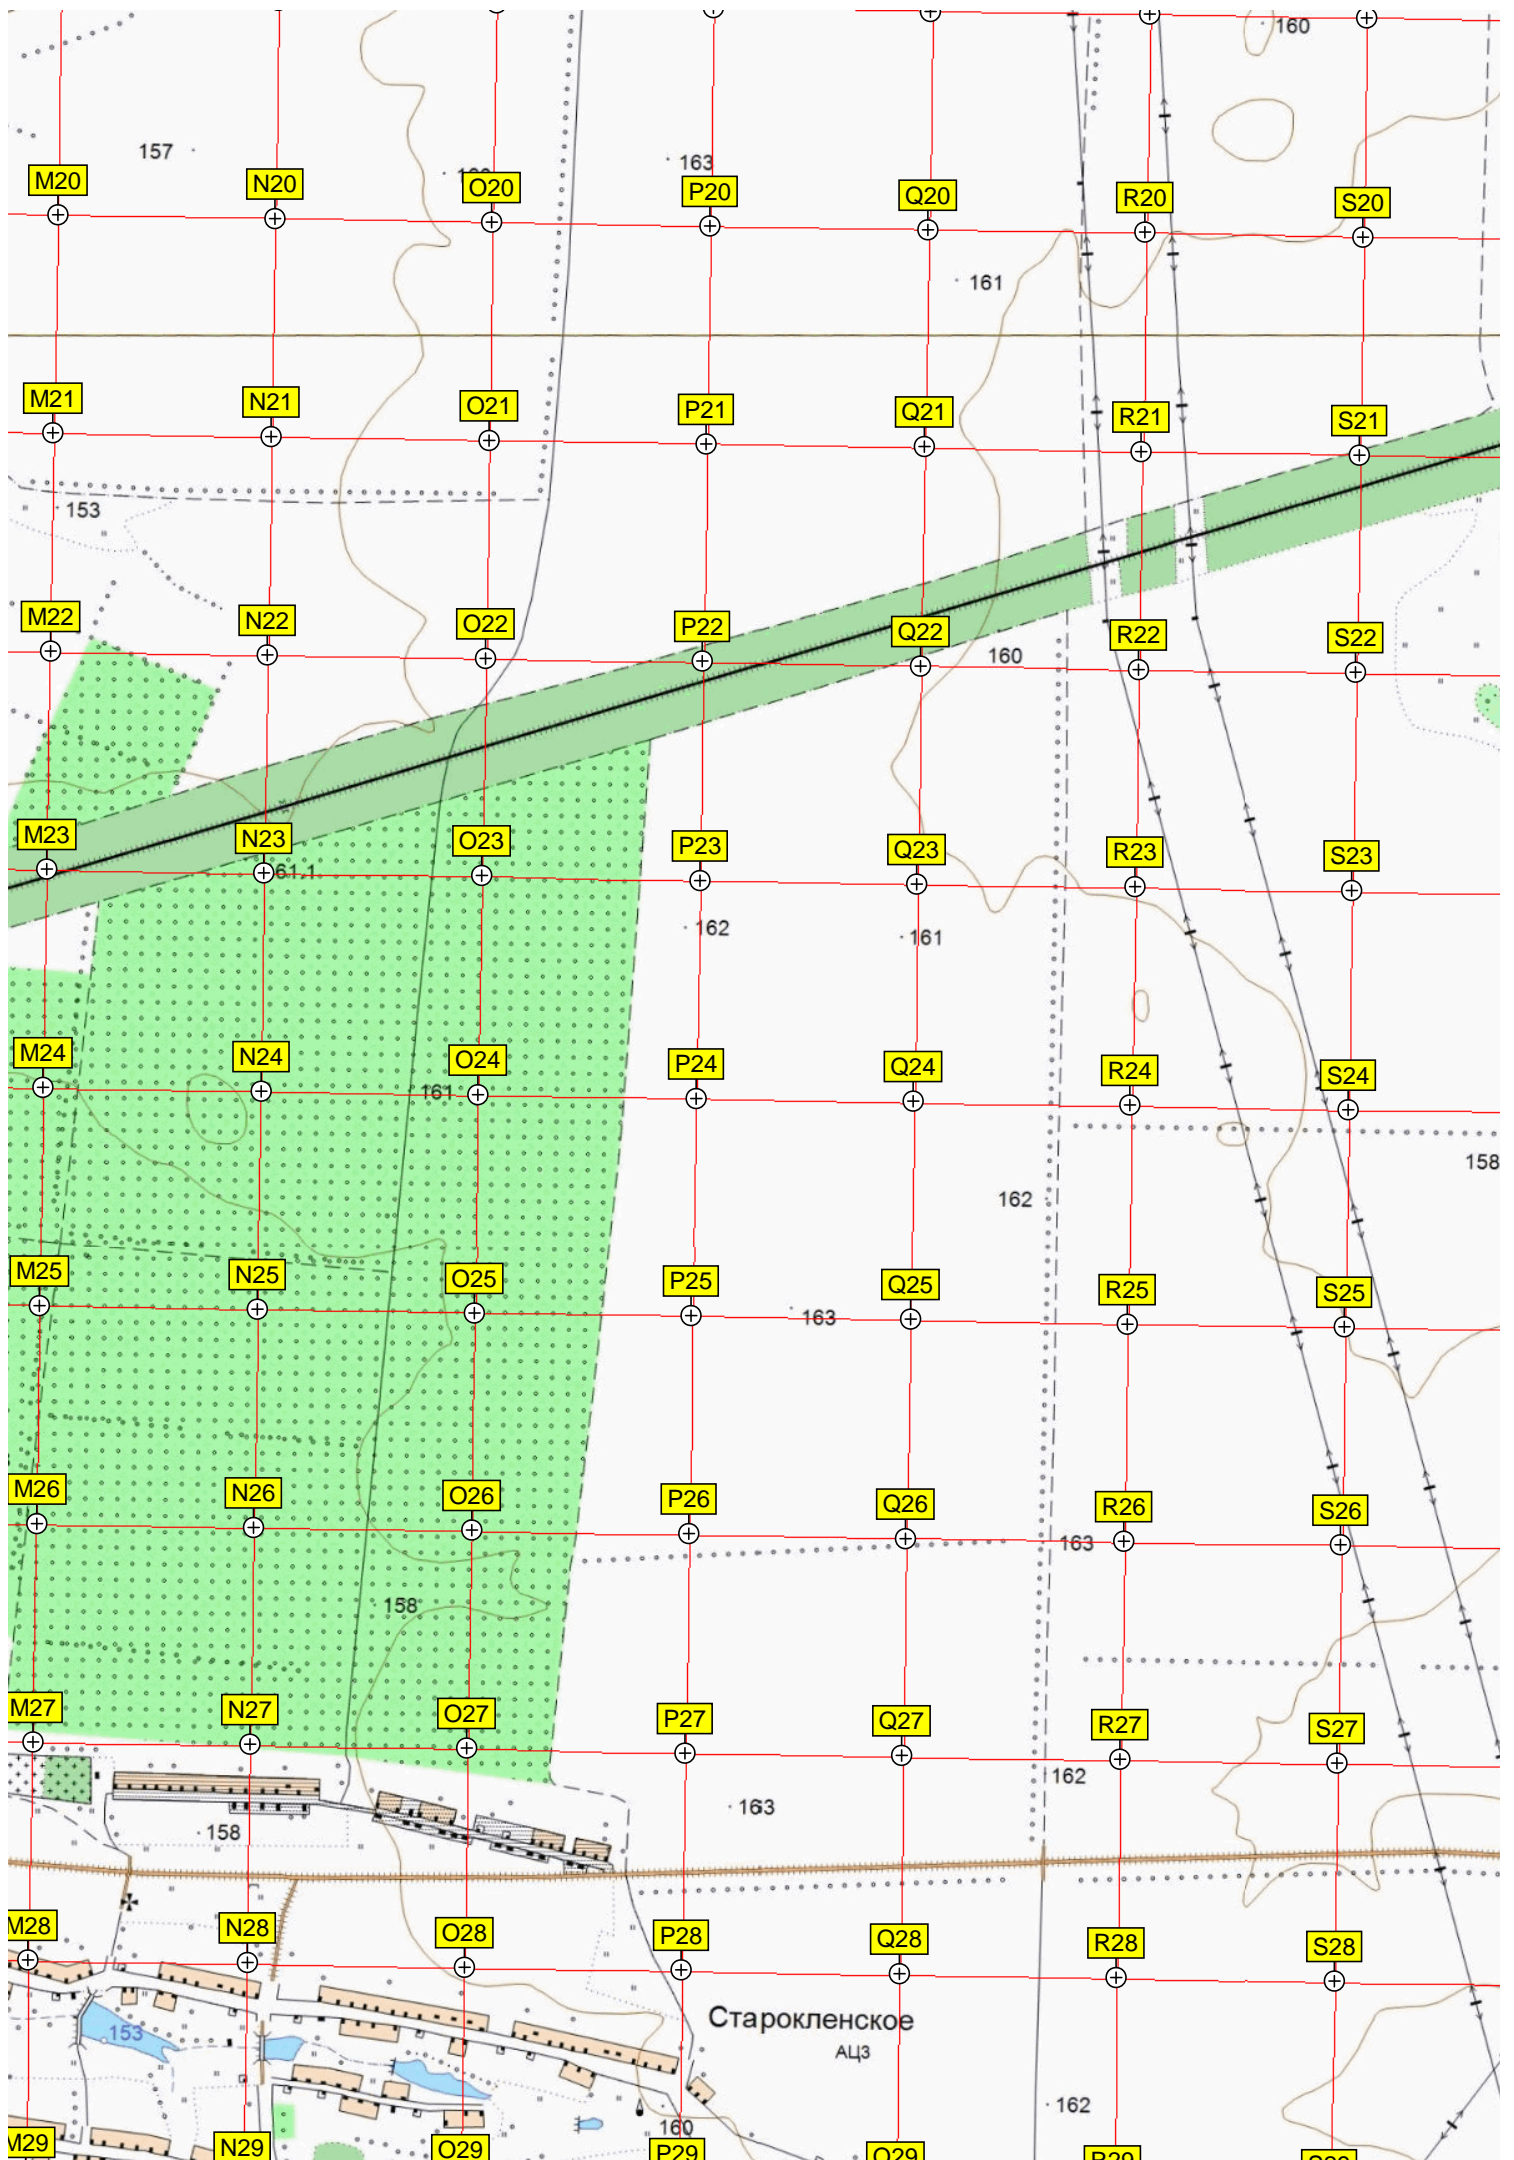 160
157
163
M20
N20
O20
P20
Q20
R20
S20
161
M21
N21
O21
P21
Q21
R21
S21
153
M22
N22
O22
P22
Q22
R22
S22
160
M23
N23
O23
P23
Q23
R23
S23
61.1
162
161
M24
N24
O24
P24
Q24
R24
S24
161
158
162
M25
N25
O25
P25
Q25
R25
S25
163
M26
N26
O26
P26
Q26
R26
S26
163
158
M27
N27
O27
P27
Q27
R27
S27
162
163
158
M28
N28
O28
P28
Q28
R28
S28
Старокленское
153
АЦЗ
162
160
M29
N29
O29
P29
Q29
R29